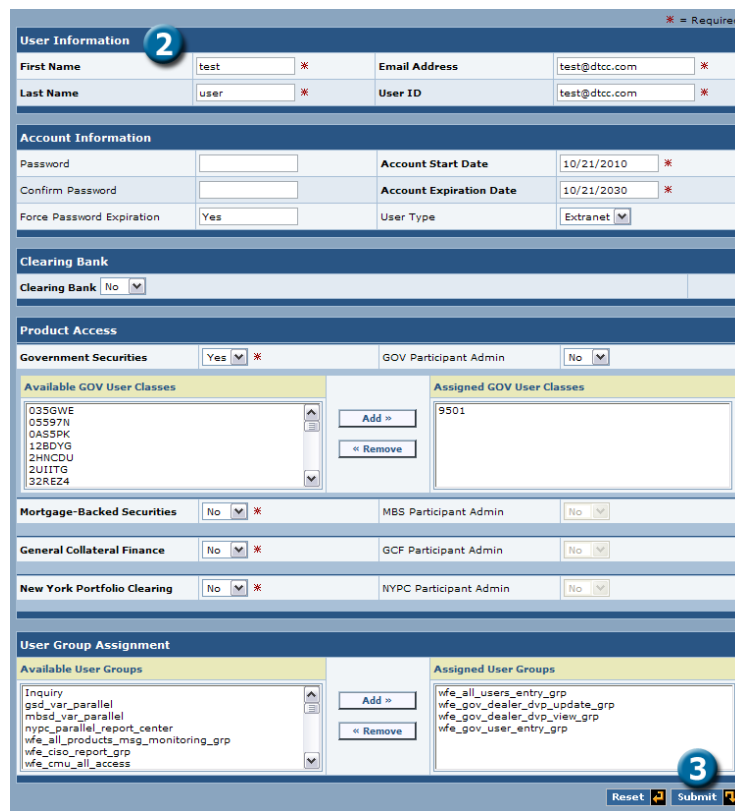 * = Required
User Information 2
First Name test * Email Address test@dtcc.com *
Last Name user * User ID test@dtcc.com *
Account Information
Password Account Start Date 10/21/2010 *
Confirm Password Account Expiration Date 10/21/2030 *
Force Password Expiration Yes User Type Extranet
Clearing Bank
Clearing Bank No
Product Access
Government Securities Yes * GOV Participant Admin No
Available GOV User Classes Assigned GOV User Classes
035GWE 9501
05597N Add »
0AS5PK
12BDYG
2HNCDU « Remove
2UIITG
32REZ4
Mortgage-Backed Securities No * MBS Participant Admin No
General Collateral Finance No * GCF Participant Admin No
New York Portfolio Clearing No * NYPC Participant Admin No
User Group Assignment
Available User Groups Assigned User Groups
Inquiry wfe_all_users_entry_grp
gsd_var_parallel Add » wfe_gov_dealer_dvp_update_grp
mbsd_var_parallel wfe_gov_dealer_dvp_view_grp
nypc_parallel_report_center « Remove wfe_gov_user_entry_grp
wfe_all_products_msg_monitoring_grp
wfe_ciso_report_grp
wfe_cmu_all_access
3
Reset Submit